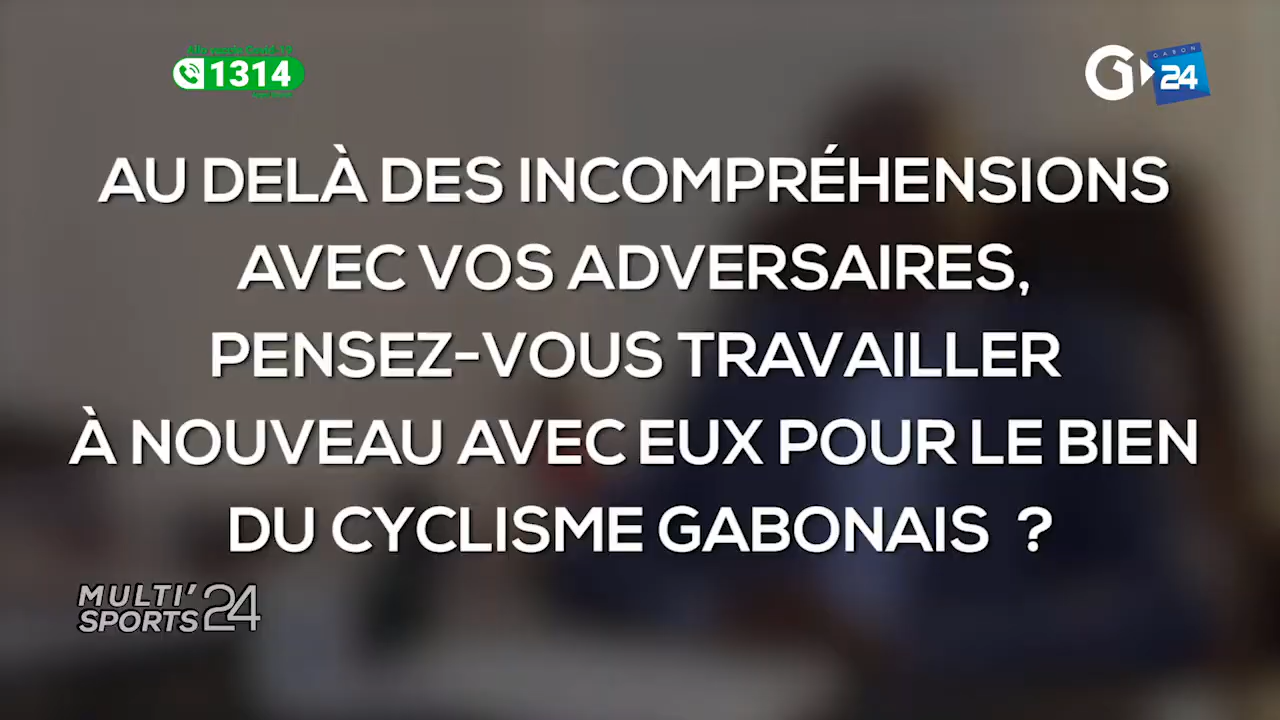 1314
GABON
24
AU DELÀ DES INCOMPRÉHENSIONS
AVEC VOS ADVERSAIRES,
PENSEZ-VOUS TRAVAILLER
À NOUVEAU AVEC EUX POUR LE BIEN
DU CYCLISME GABONAIS ?
MULTI'
SPORTS 24